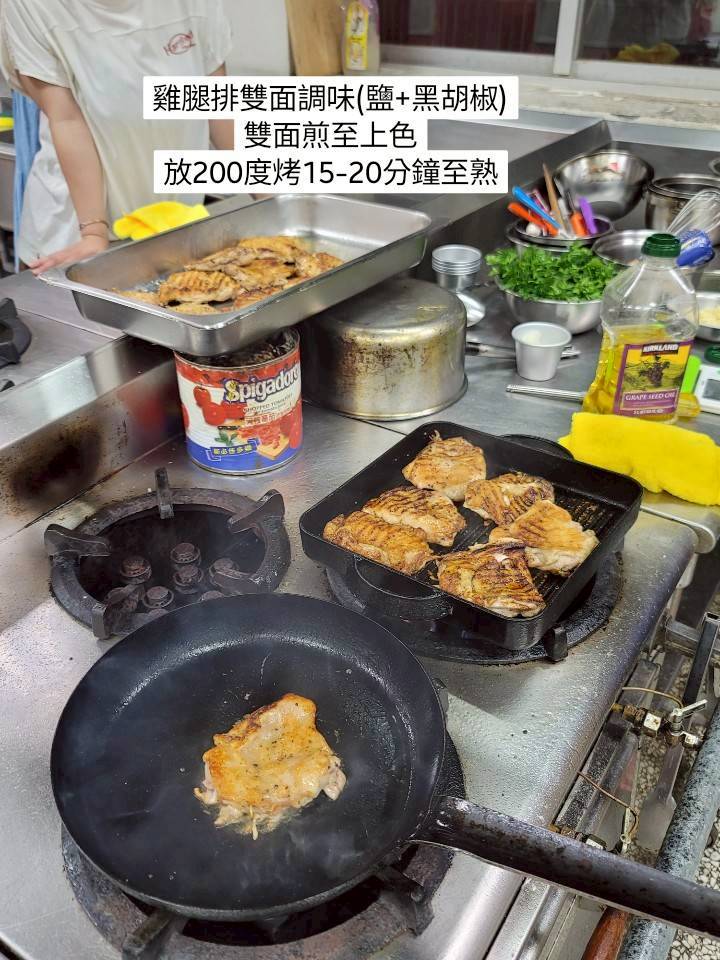 雞腿排雙面調味(鹽+黑胡椒)
雙面煎至上色
放200度烤15-20分鐘至熟
Spigadoro
KIRKLAND
GRAPE SEED OIL